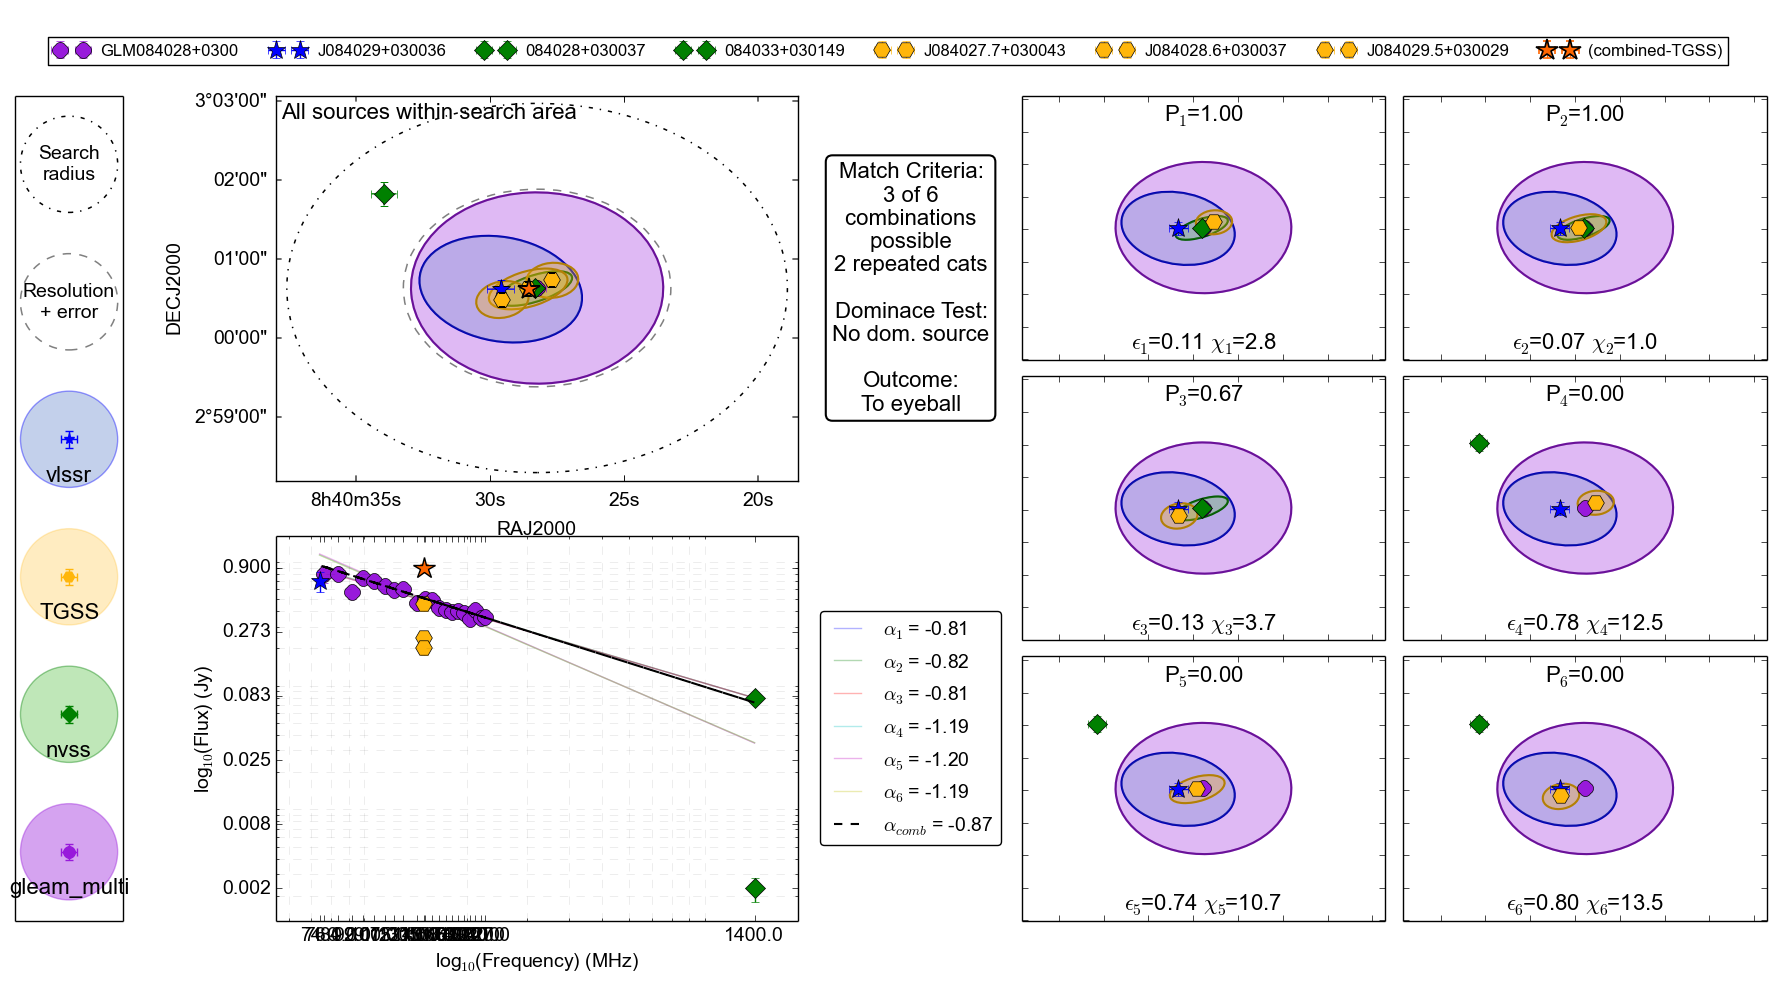 GLM084028+0300 J084029+030036 084028+030037 084033+030149 J084027.7+030043 J084028.6+030037 J084029.5+030029 (combined-TGSS)
Search
radius
Resolution
+ error
vlssr
TGSS
nvss
gleam_multi
All sources within search area
3°03'00"
02'00"
01'00"
00'00"
2°59'00"
DECJ2000
8h40m35s 30s 25s 20s
RAJ2000
0.900
0.273
0.083
0.025
0.008
0.002
log10(Flux) (Jy)
1400.0
log10(Frequency) (MHz)
Match Criteria:
3 of 6
combinations
possible
2 repeated cats
Dominace Test:
No dom. source
Outcome:
To eyeball
α1 = -0.81
α2 = -0.82
α3 = -0.81
α4 = -1.19
α5 = -1.20
α6 = -1.19
αcomb = -0.87
P1=1.00
ϵ1=0.11 χ1=2.8
P2=1.00
ϵ2=0.07 χ2=1.0
P3=0.67
ϵ3=0.13 χ3=3.7
P4=0.00
ϵ4=0.78 χ4=12.5
P5=0.00
ϵ5=0.74 χ5=10.7
P6=0.00
ϵ6=0.80 χ6=13.5